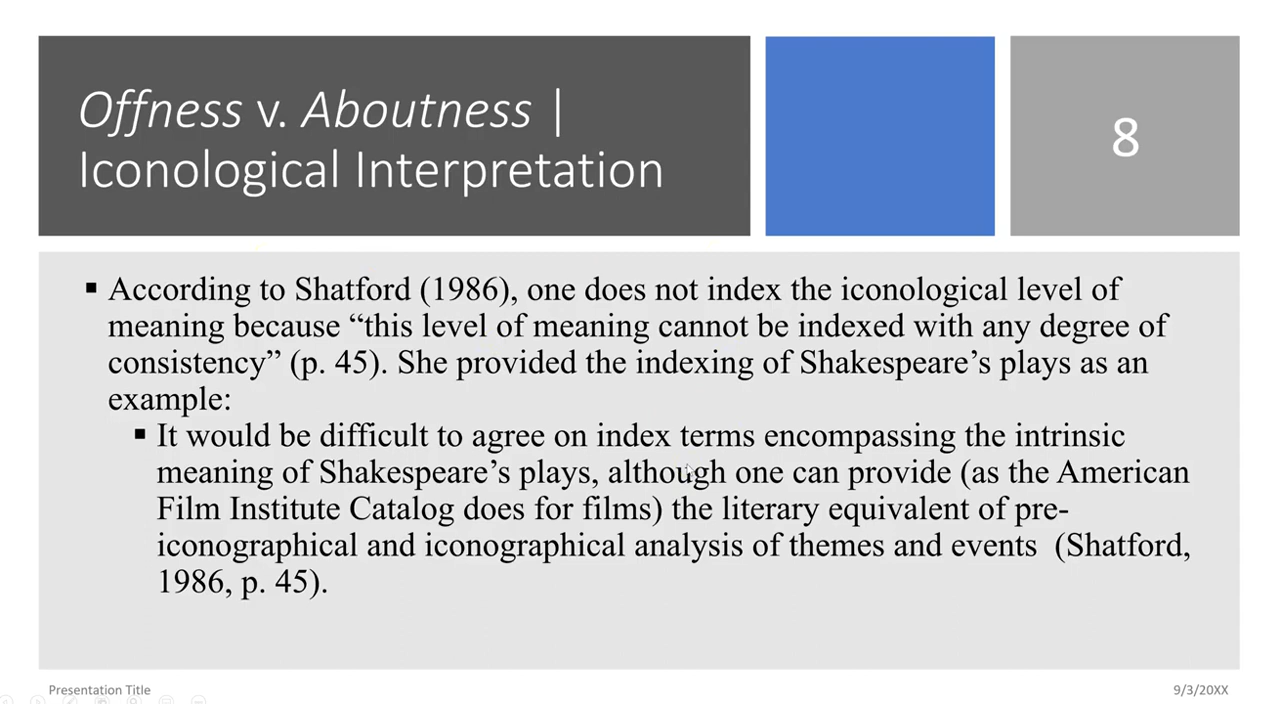 Offness v. Aboutness |
Iconological Interpretation
8
▪ According to Shatford (1986), one does not index the iconological level of
meaning because “this level of meaning cannot be indexed with any degree of
consistency” (p. 45). She provided the indexing of Shakespeare’s plays as an
example:
▪ It would be difficult to agree on index terms encompassing the intrinsic
meaning of Shakespeare’s plays, although one can provide (as the American
Film Institute Catalog does for films) the literary equivalent of pre-
iconographical and iconographical analysis of themes and events (Shatford,
1986, p. 45).
Presentation Title
9/3/20XX